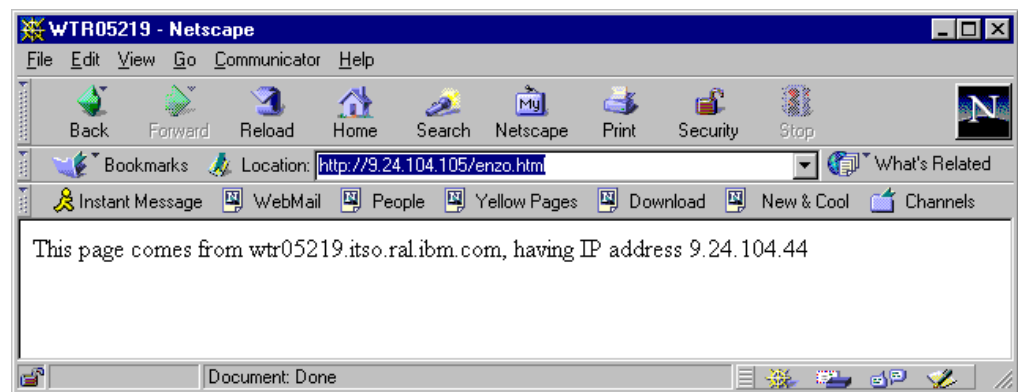 WTR05219 - Netscape
File Edit View Go Communicator Help
Back Forward Reload Home Search My Netscape Print Security Stop N
Bookmarks Location: http://9.24.104.105/enzo.html What's Related
Instant Message WebMail People Yellow Pages Download New & Cool Channels
This page comes from wtr05219.itso.ral.ibm.com, having IP address 9.24.104.44
Document: Done